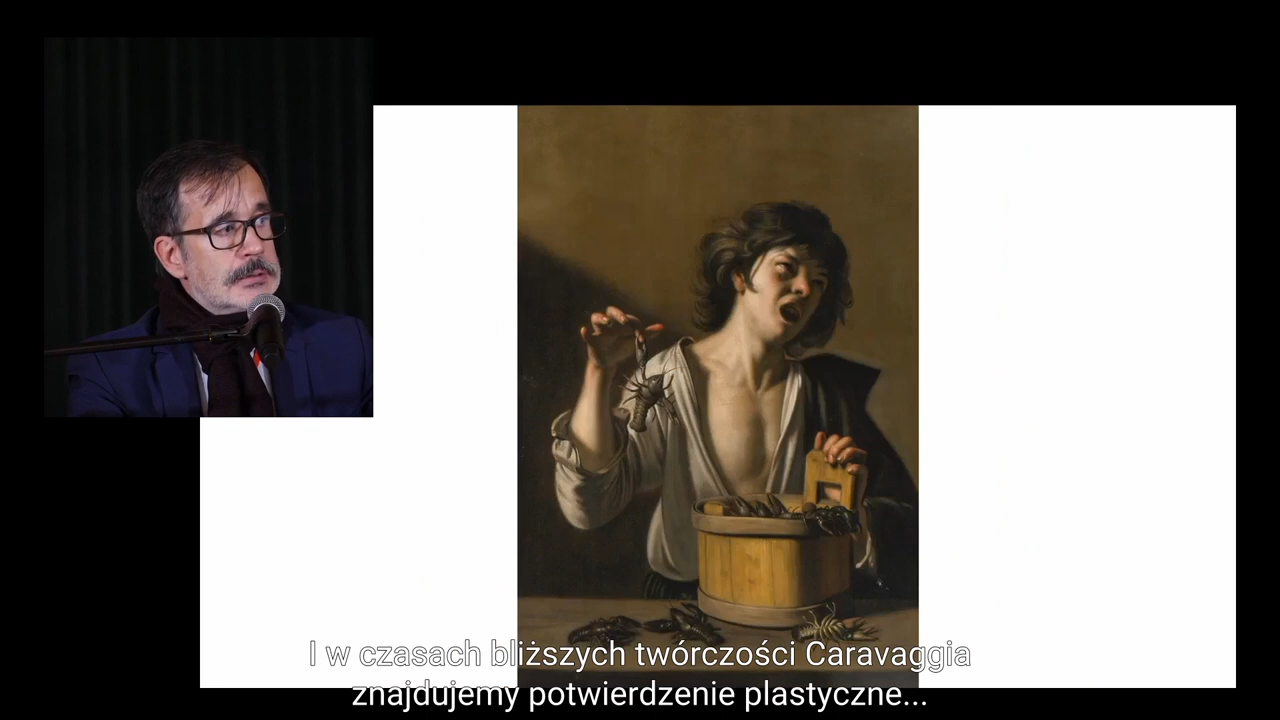 I w czasach bliższych twórczości Caravaggia
znajdujemy potwierdzenie plastyczne...